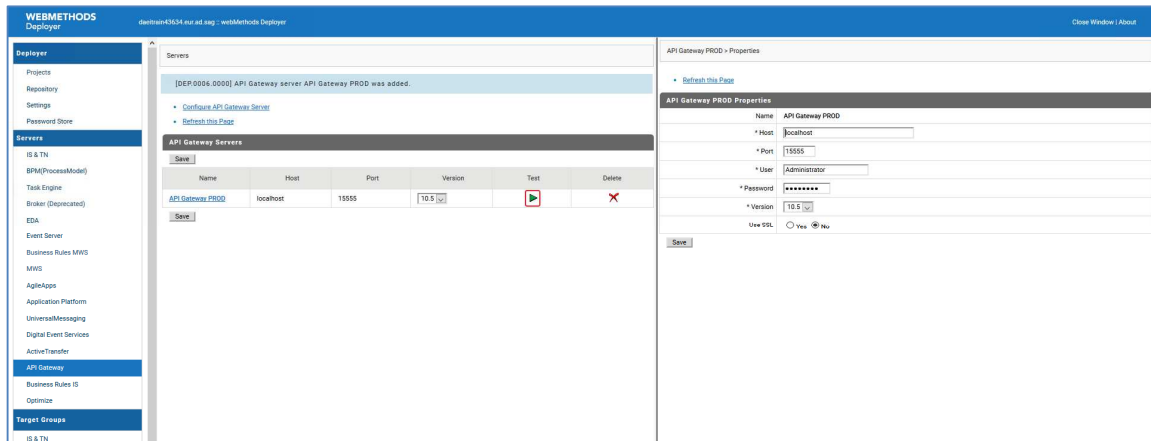 WEBMETHODS
Deployer
daeitrain43634.eur.ad.sag :: webMethods Deployer
Close Window | About
Deployer
Projects
Repository
Settings
Password Store
Servers
IS & TN
BPM(ProcessModel)
Task Engine
Broker (Deprecated)
EDA
Event Server
Business Rules MWS
MWS
AgileApps
Application Platform
UniversalMessaging
Digital Event Services
ActiveTransfer
API Gateway
Business Rules IS
Optimize
Target Groups
IS & TN
Servers
[DEP.0006.0000] API Gateway server API Gateway PROD was added.
Configure API Gateway Server
Refresh this Page
API Gateway Servers
Save
Name Host Port Version Test Delete
API Gateway PROD localhost 15555 10.5
Save
API Gateway PROD > Properties
Refresh this Page
API Gateway PROD Properties
Name API Gateway PROD
* Host localhost
* Port 15555
* User Administrator
* Password ••••••••
* Version 10.5
Use SSL Yes No
Save